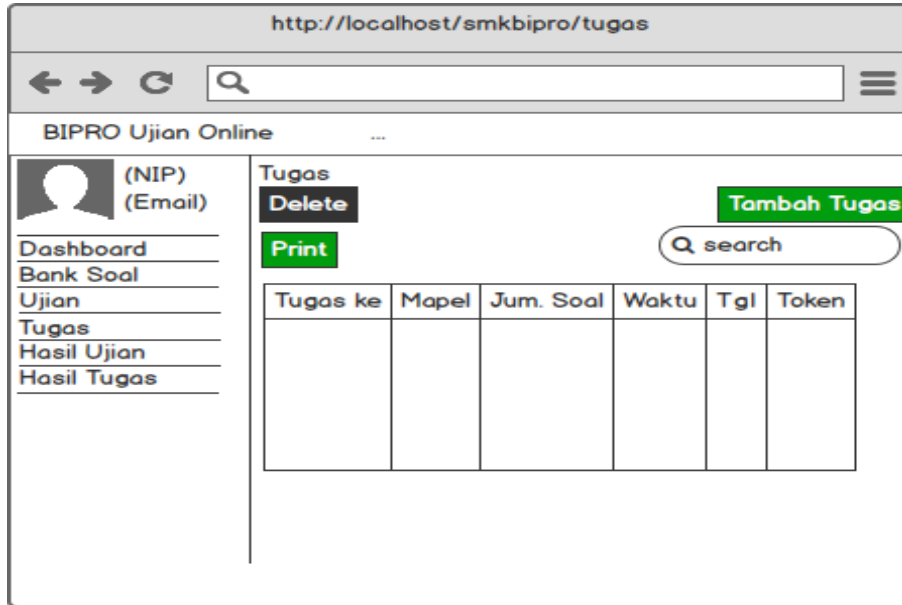 http://localhost/smkbipro/tugas
BIPRO Ujian Online ...
(NIP)
(Email)
Dashboard
Bank Soal
Ujian
Tugas
Hasil Ujian
Hasil Tugas
Tugas
Delete
Tambah Tugas
Print
search
Tugas ke Mapel Jum. Soal Waktu Tgl Token